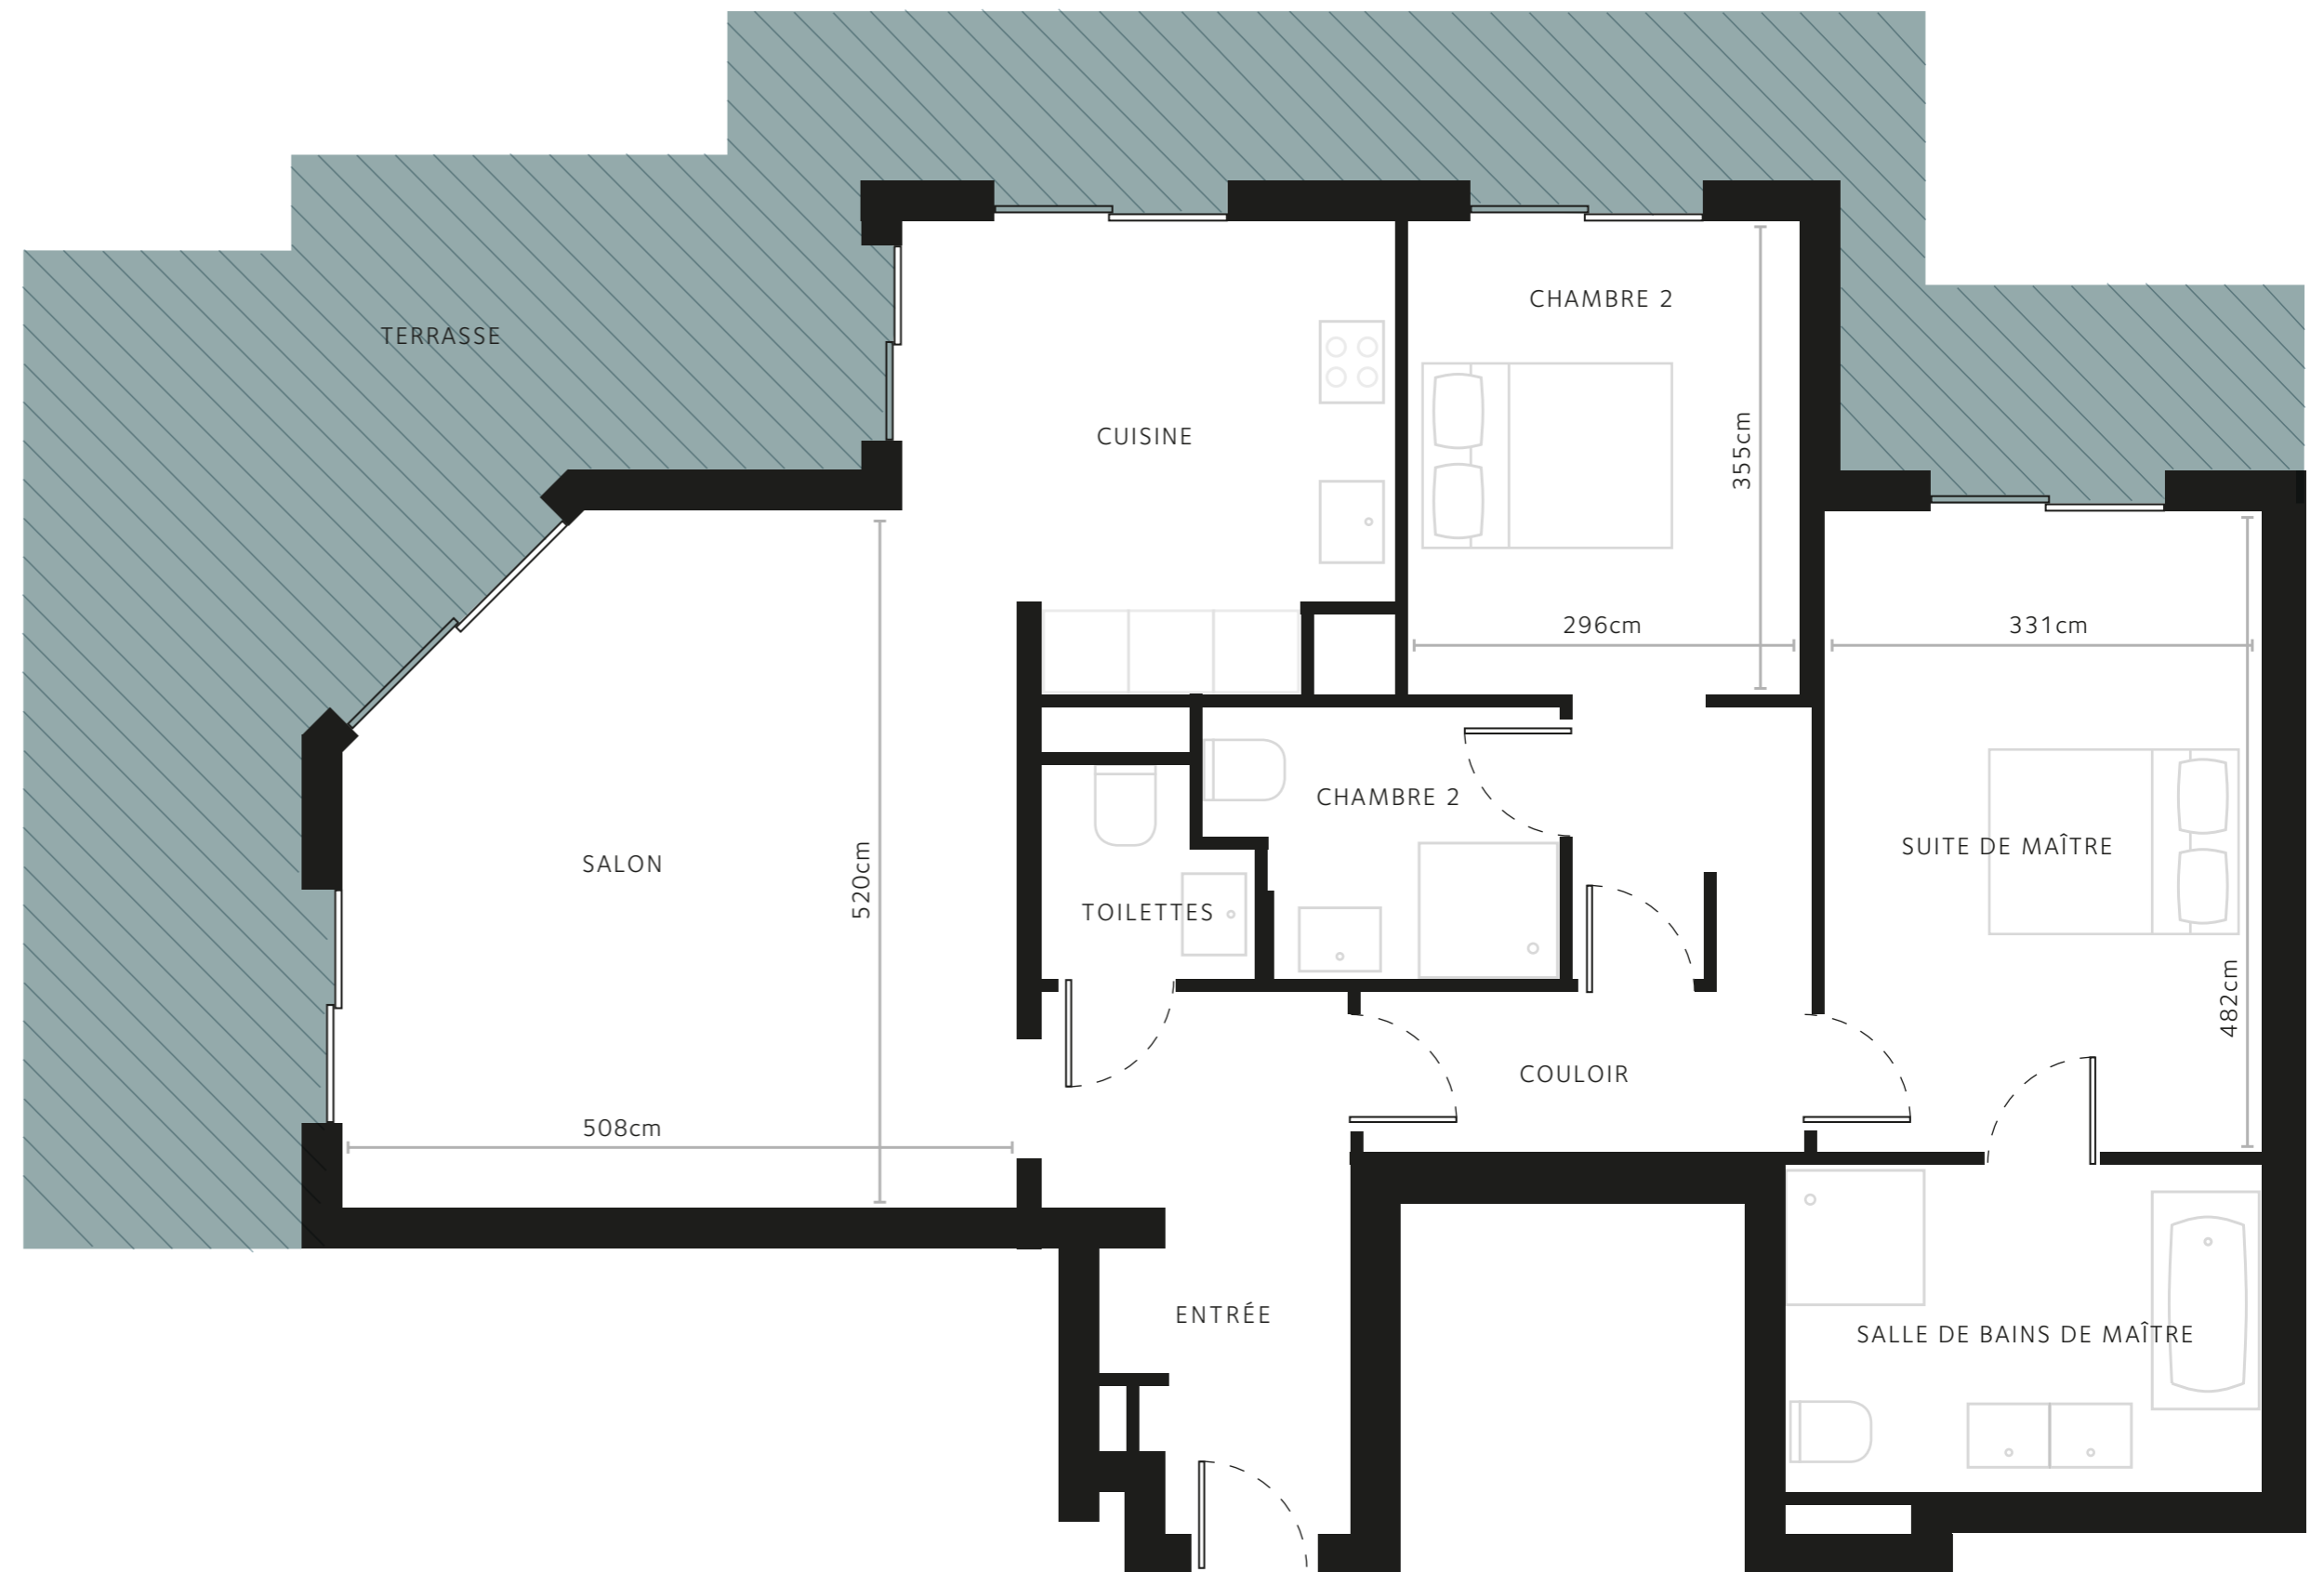 CHAMBRE 2
TERRASSE
CUISINE
355cm
296cm
331cm
CHAMBRE 2
SUITE DE MAÎTRE
SALON
520cm
TOILETTES
482cm
COULOIR
508cm
ENTRÉE
SALLE DE BAINS DE MAÎTRE